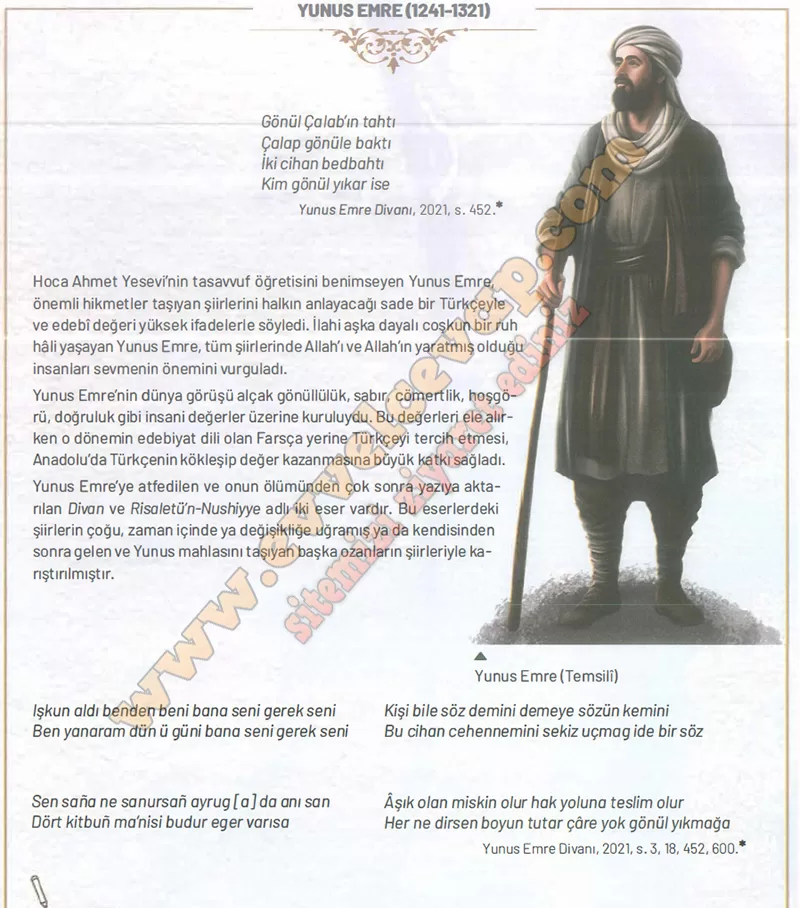 YUNUS EMRE (1241-1321)
Gönül Çalab’ın tahtı
Çalap gönüle baktı
İki cihan bedbahtı
Kim gönül yıkar ise
Yunus Emre Divanı, 2021, s. 452.*
Hoca Ahmet Yesevi’nin tasavvuf öğretisini benimseyen Yunus Emre,
önemli hikmetler taşıyan şiirlerini halkın anlayacağı sade bir Türkçeyle
ve edebî değeri yüksek ifadelerle söyledi. İlahi aşka dayalı coşkun bir ruh
hâli yaşayan Yunus Emre, tüm şiirlerinde Allah’ı ve Allah’ın yaratmış olduğu
insanları sevmenin önemini vurguladı.
Yunus Emre’nin dünya görüşü alçak gönüllülük, sabır, cömertlik, hoşgö-
rü, doğruluk gibi insani değerler üzerine kuruluydu. Bu değerleri ele alır-
ken o dönemin edebiyat dili olan Farsça yerine Türkçeyi tercih etmesi,
Anadolu’da Türkçenin kökleşip değer kazanmasına büyük katkı sağladı.
Yunus Emre’ye atfedilen ve onun ölümünden çok sonra yazıya akta-
rılan Divan ve Risaletü’n-Nushiyye adlı iki eser vardır. Bu eserlerdeki
şiirlerin çoğu, zaman içinde ya değişikliğe uğramış ya da kendisinden
sonra gelen ve Yunus mahlasını taşıyan başka ozanların şiirleriyle ka-
rıştırılmıştır.
www.evvelcevap.com
sitemizi ziyaret ediniz
Yunus Emre (Temsilî)
Işkun aldı benden beni bana seni gerek seni
Ben yanaram dün ü güni bana seni gerek seni
Kişi bile söz demini demeye sözün kemini
Bu cihan cehennemini sekiz uçmag ide bir söz
Sen saña ne sanursañ ayrug [a] da anı san
Dört kitbuñ ma’nisi budur eger varısa
Âşık olan miskin olur hak yoluna teslim olur
Her ne dirsen boyun tutar çâre yok gönül yıkmağa
Yunus Emre Divanı, 2021, s. 3, 18, 452, 600.*